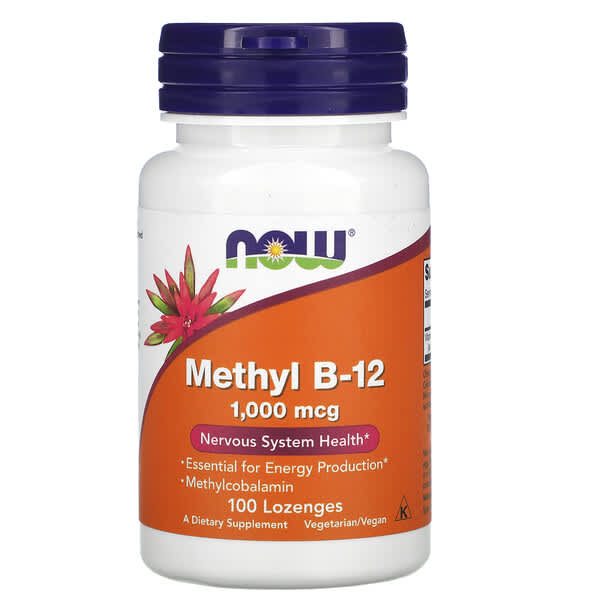 NOW®
Methyl B-12
1,000 mcg
Nervous System Health*
•Essential for Energy Production*
•Methylcobalamin
100 Lozenges
A Dietary Supplement Vegetarian/Vegan
K